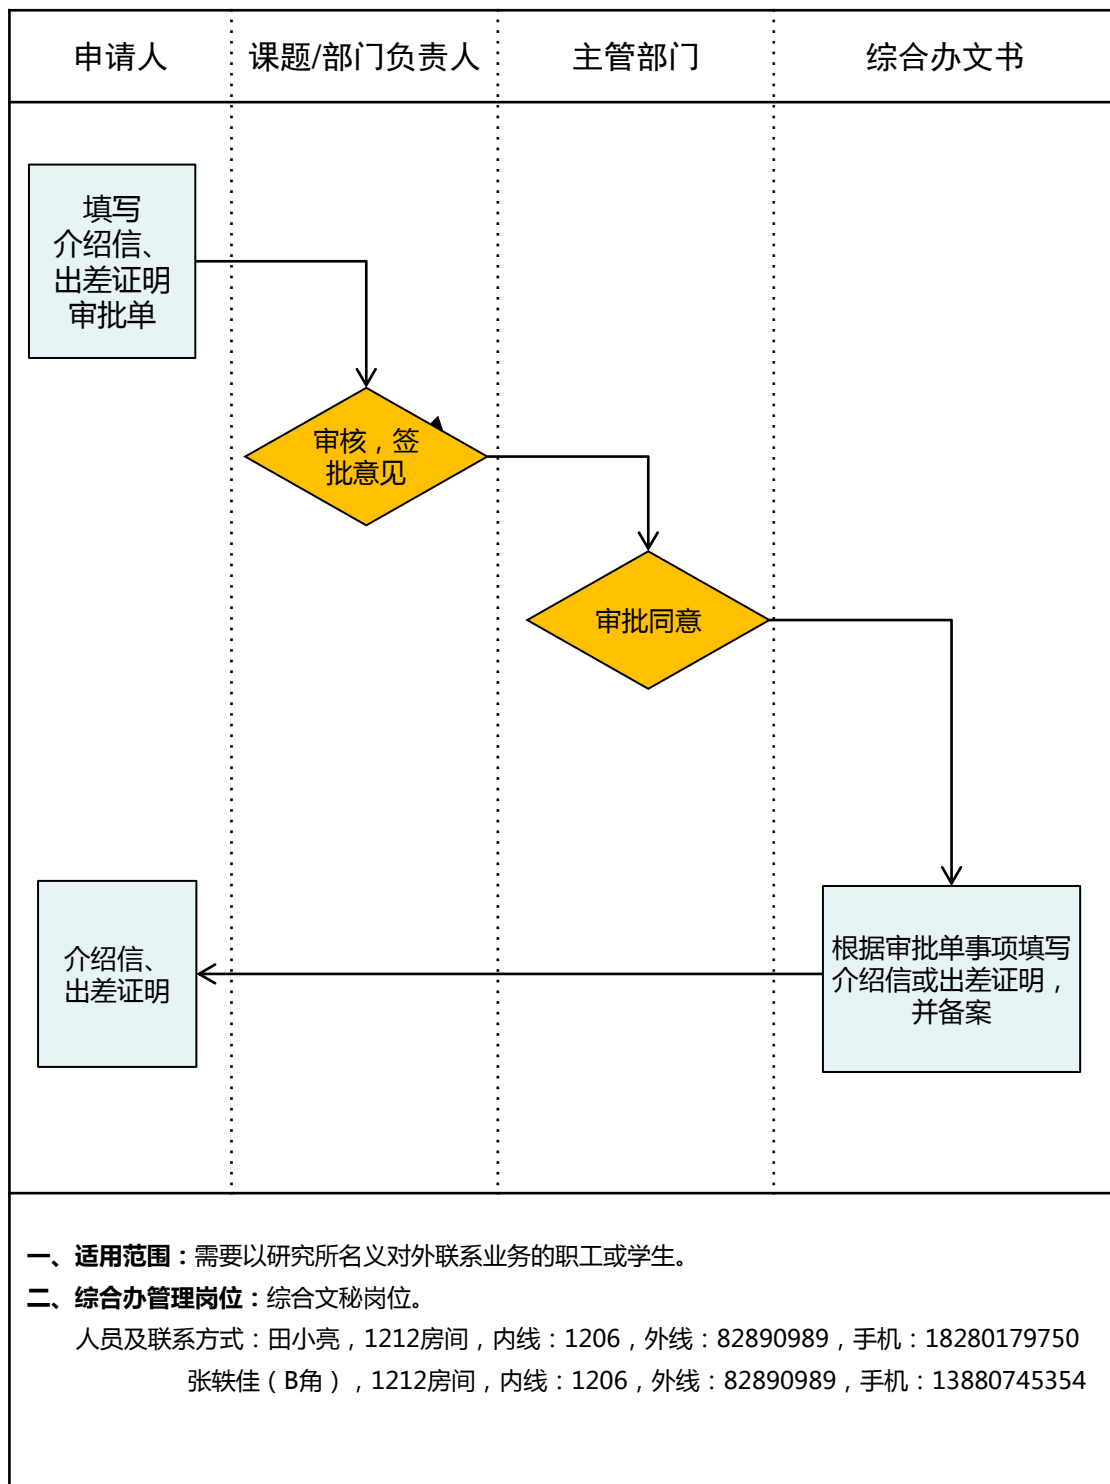 申请人
课题/部门负责人
主管部门
综合办文书
填写
介绍信、
出差证明
审批单
审核，签
批意见
审批同意
介绍信、
出差证明
根据审批单事项填写
介绍信或出差证明，
并备案
一、适用范围：需要以研究所名义对外联系业务的职工或学生。
二、综合办管理岗位：综合文秘岗位。
人员及联系方式：田小亮，1212房间，内线：1206，外线：82890989，手机：18280179750
张轶佳（B角），1212房间，内线：1206，外线：82890989，手机：13880745354